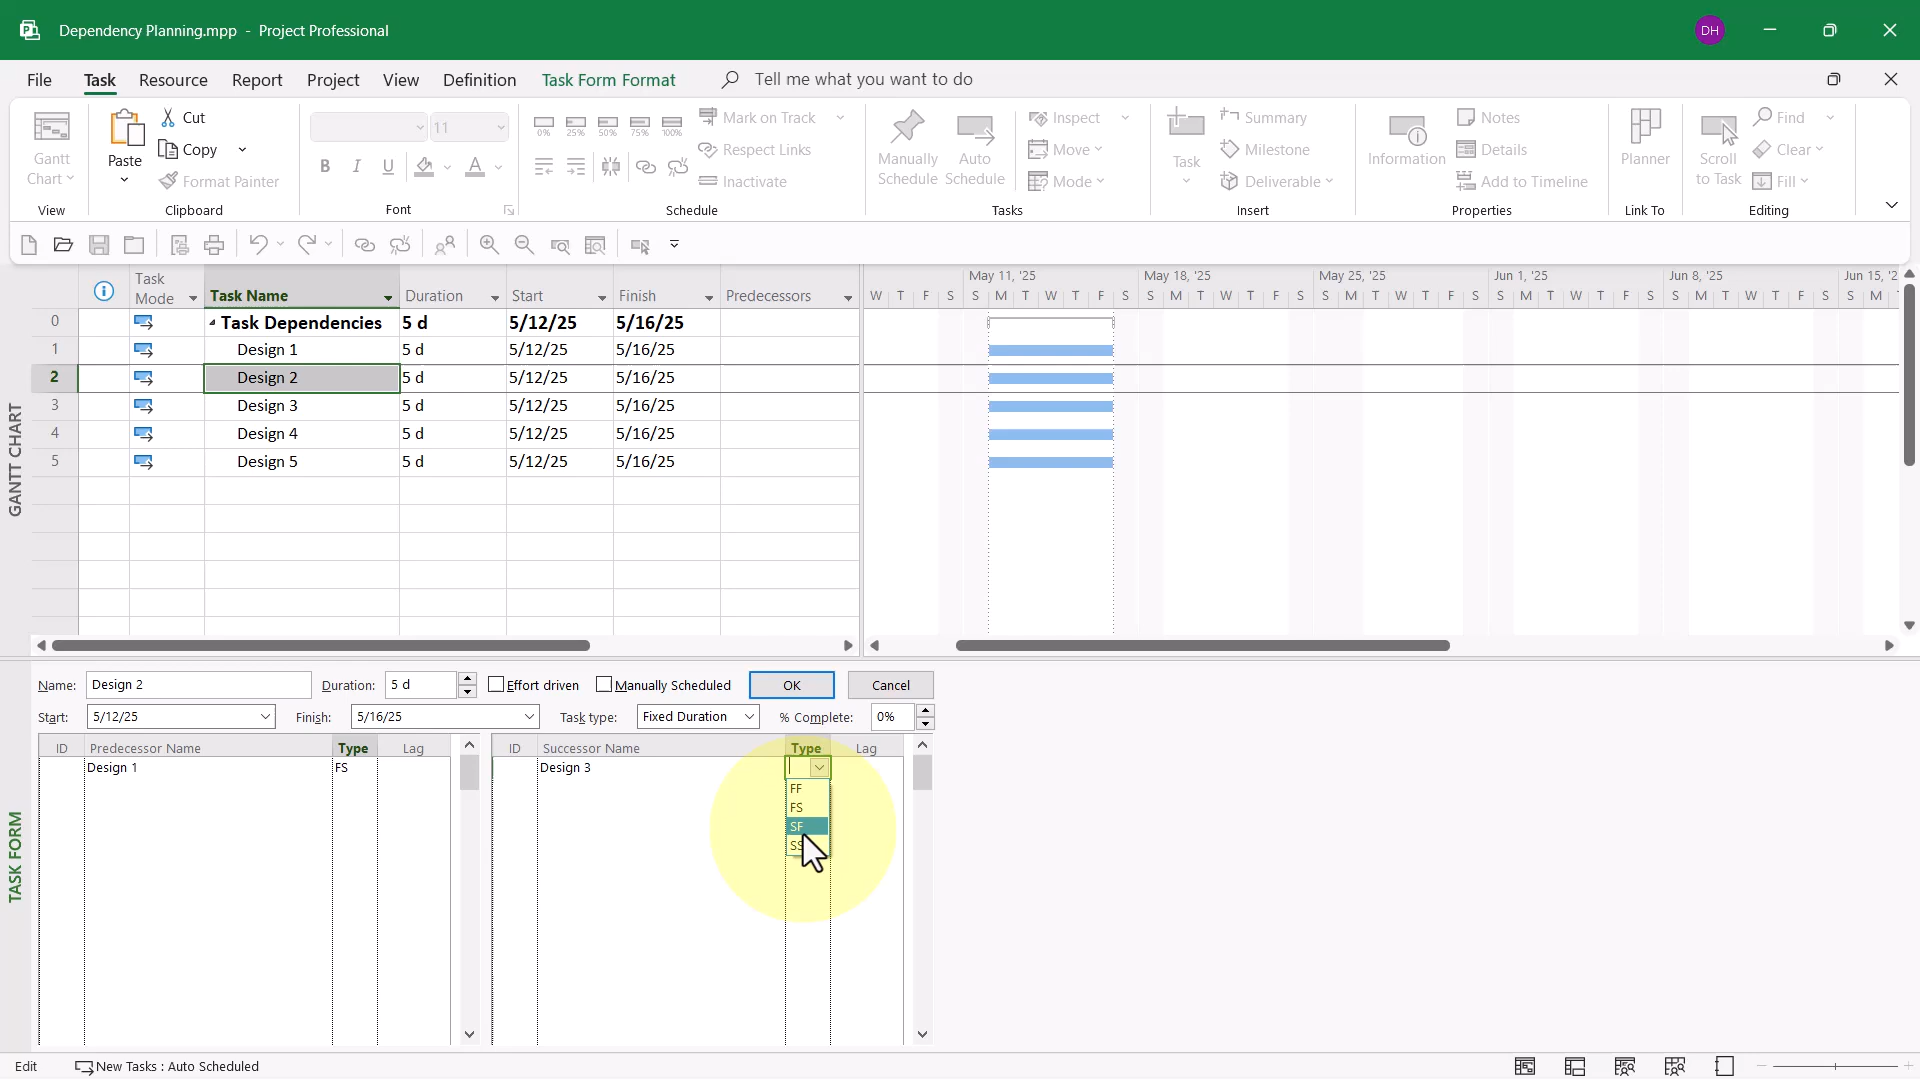 Dependency Planning.mpp - Project Professional
DH
File Task Resource Report Project View Definition Task Form Format Tell me what you want to do
Gantt Chart
View
Paste
Cut
Copy
Format Painter
Clipboard
11
B I U A
Font
0% 25% 50% 75% 100%
Mark on Track
Respect Links
Inactivate
Schedule
Manually Schedule
Auto Schedule
Inspect
Move
Mode
Tasks
Task
Summary
Milestone
Deliverable
Insert
Information
Notes
Details
Add to Timeline
Properties
Planner
Link To
Scroll to Task
Find
Clear
Fill
Editing
Task Mode Task Name Duration Start Finish Predecessors
May 11, '25 May 18, '25 May 25, '25 Jun 1, '25 Jun 8, '25 Jun 15, '2
W T F S S M T W T F S S M T W T F S S M T W T F S S M T W T F S S M T W T F S S M
0 Task Dependencies 5 d 5/12/25 5/16/25
1 Design 1 5 d 5/12/25 5/16/25
2 Design 2 5 d 5/12/25 5/16/25
3 Design 3 5 d 5/12/25 5/16/25
4 Design 4 5 d 5/12/25 5/16/25
5 Design 5 5 d 5/12/25 5/16/25
GANTT CHART
Name: Design 2 Duration: 5 d Effort driven Manually Scheduled OK Cancel
Start: 5/12/25 Finish: 5/16/25 Task type: Fixed Duration % Complete: 0%
ID Predecessor Name Type Lag ID Successor Name Type Lag
Design 1 FS Design 3
FF
FS
SF
SS
TASK FORM
Edit New Tasks : Auto Scheduled